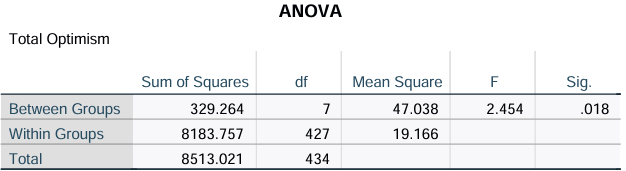 ANOVA
Total Optimism
Sum of Squares df Mean Square F Sig.
Between Groups 329.264 7 47.038 2.454 .018
Within Groups 8183.757 427 19.166
Total 8513.021 434